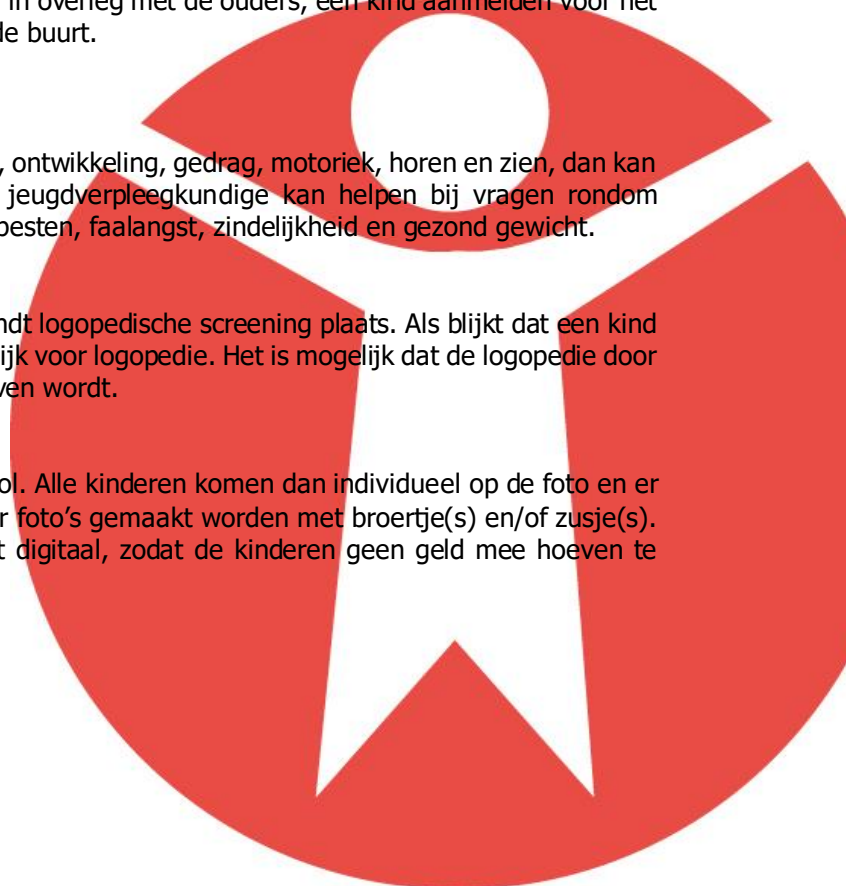 in overleg met de ouders, een kind aanmelden voor het
de buurt.
, ontwikkeling, gedrag, motoriek, horen en zien, dan kan
jeugdverpleegkundige kan helpen bij vragen rondom
pesten, faalangst, zindelijkheid en gezond gewicht.
ndt logopedische screening plaats. Als blijkt dat een kind
ijk voor logopedie. Het is mogelijk dat de logopedie door
ven wordt.
ol. Alle kinderen komen dan individueel op de foto en er
r foto’s gemaakt worden met broertje(s) en/of zusje(s).
t digitaal, zodat de kinderen geen geld mee hoeven te